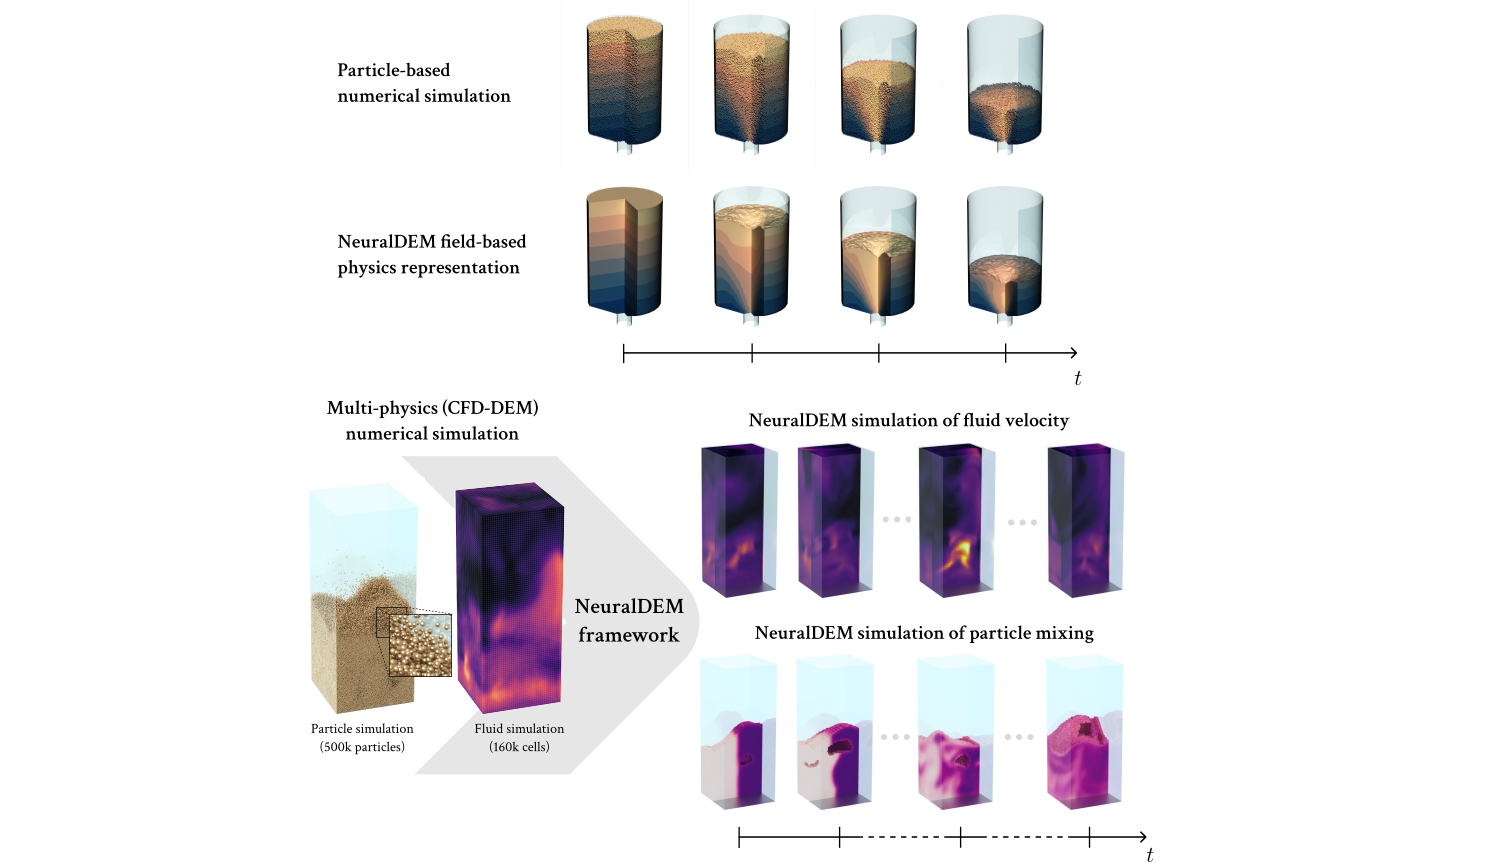 Particle-based
numerical simulation
NeuralDEM field-based
physics representation
t
Multi-physics (CFD-DEM)
numerical simulation
NeuralDEM simulation of fluid velocity
NeuralDEM
framework
NeuralDEM simulation of particle mixing
Particle simulation
(500k particles)
Fluid simulation
(160k cells)
t